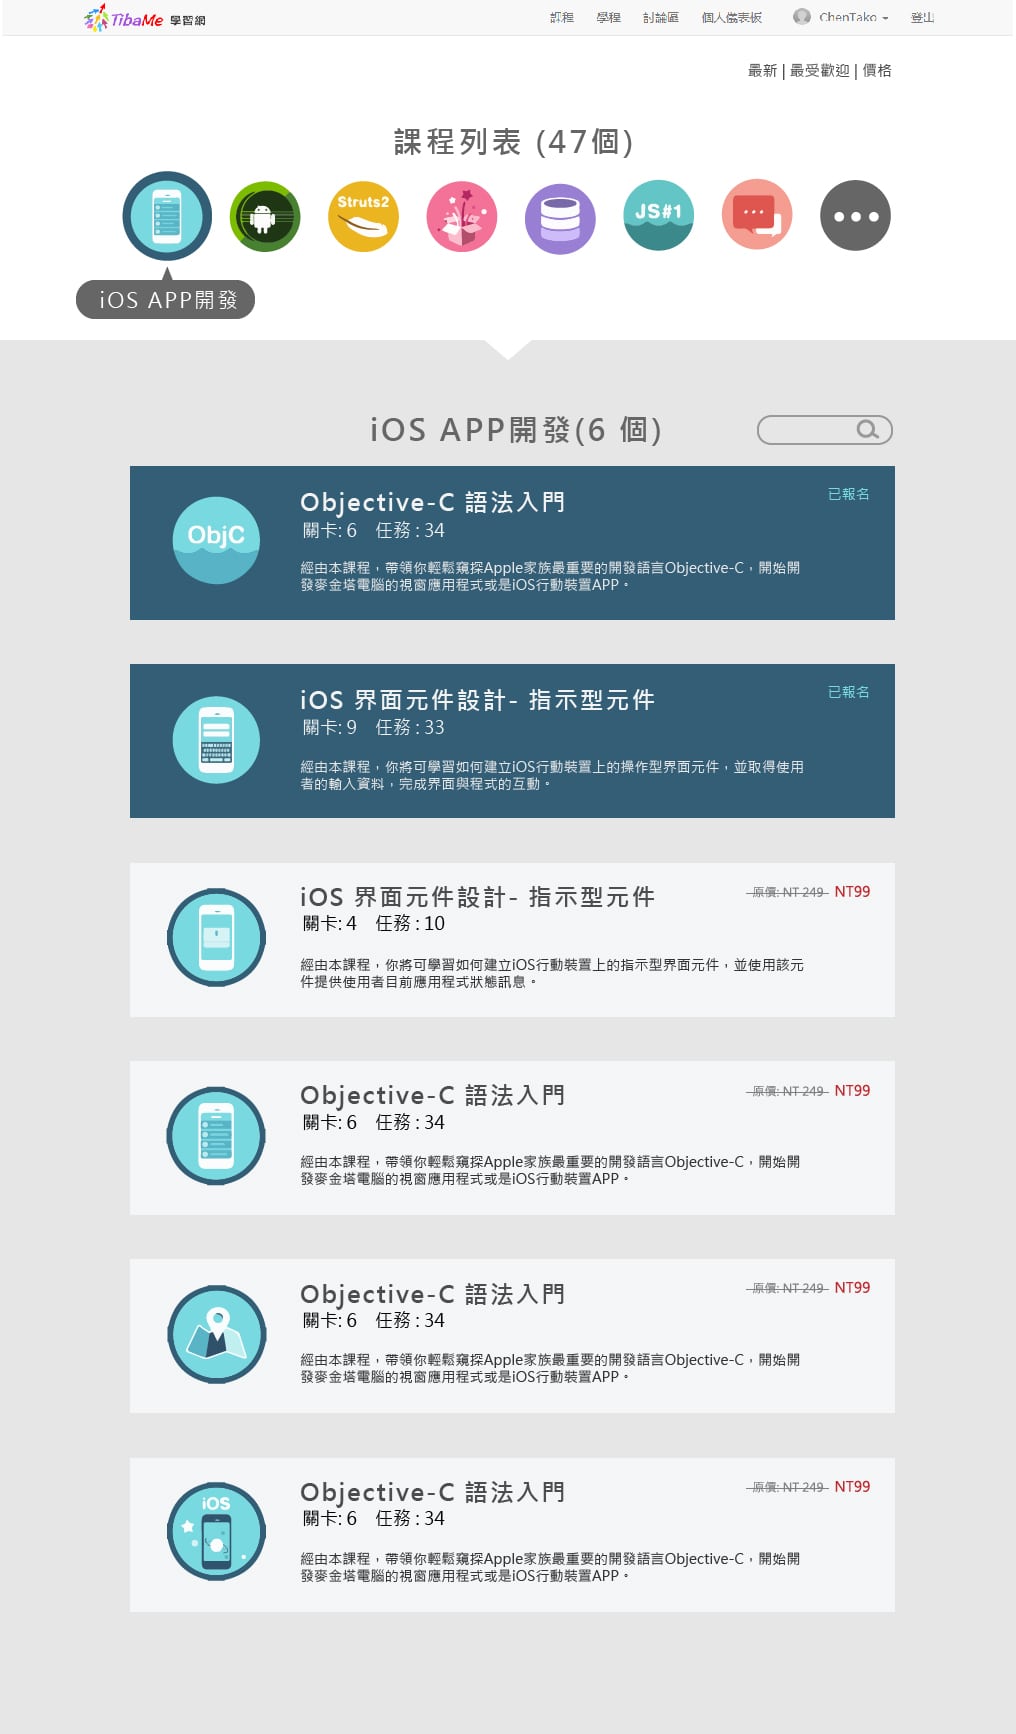 TibaMe 學習網 課程 學程 討論區 個人儀表板 ChenTako 登出
最新 | 最受歡迎 | 價格
課程列表 (47個)
Struts2
JS#1
iOS APP開發
iOS APP開發(6 個)
ObjC
Objective-C 語法入門
已報名
關卡: 6 任務 : 34
經由本課程，帶領你輕鬆窺探Apple家族最重要的開發語言Objective-C，開始開
發麥金塔電腦的視窗應用程式或是iOS行動裝置APP。
iOS 界面元件設計- 指示型元件
已報名
關卡: 9 任務 : 33
經由本課程，你將可學習如何建立iOS行動裝置上的操作型界面元件，並取得使用
者的輸入資料，完成界面與程式的互動。
iOS 界面元件設計- 指示型元件
原價: NT 249 NT99
關卡: 4 任務 : 10
經由本課程，你將可學習如何建立iOS行動裝置上的指示型界面元件，並使用該元
件提供使用者目前應用程式狀態訊息。
Objective-C 語法入門
原價: NT 249 NT99
關卡: 6 任務 : 34
經由本課程，帶領你輕鬆窺探Apple家族最重要的開發語言Objective-C，開始開
發麥金塔電腦的視窗應用程式或是iOS行動裝置APP。
Objective-C 語法入門
原價: NT 249 NT99
關卡: 6 任務 : 34
經由本課程，帶領你輕鬆窺探Apple家族最重要的開發語言Objective-C，開始開
發麥金塔電腦的視窗應用程式或是iOS行動裝置APP。
iOS
Objective-C 語法入門
原價: NT 249 NT99
關卡: 6 任務 : 34
經由本課程，帶領你輕鬆窺探Apple家族最重要的開發語言Objective-C，開始開
發麥金塔電腦的視窗應用程式或是iOS行動裝置APP。